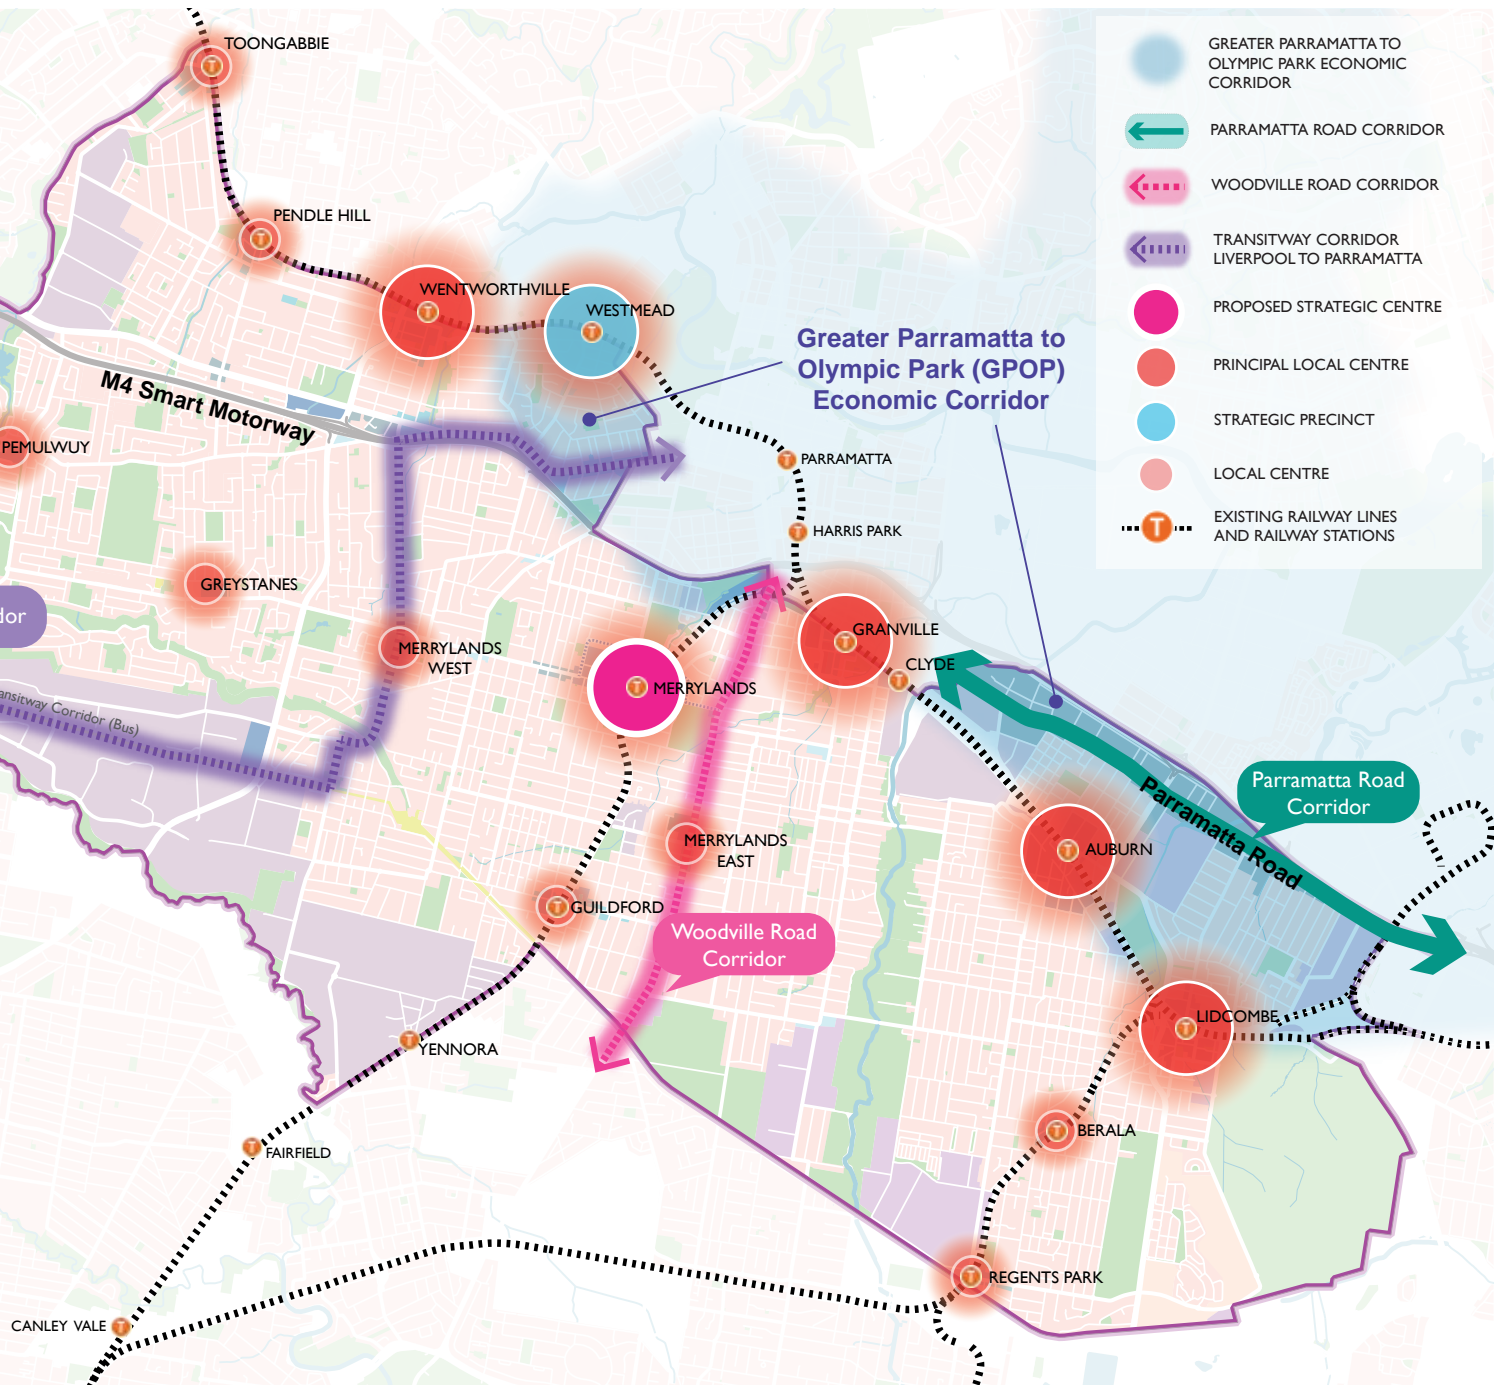 TOONGABBIE
PENDLE HILL
WENTWORTHVILLE
WESTMEAD
M4 Smart Motorway
PEMULWUY
Greater Parramatta to
Olympic Park (GPOP)
Economic Corridor
PARRAMATTA
HARRIS PARK
GREYSTANES
MERRYLANDS
WEST
GRANVILLE
CLYDE
MERRYLANDS
Transitway Corridor (Bus)
MERRYLANDS
EAST
GUILDFORD
Woodville Road
Corridor
AUBURN
Parramatta Road
Parramatta Road
Corridor
LIDCOMBE
YENNORA
BERALA
FAIRFIELD
REGENTS PARK
CANLEY VALE
GREATER PARRAMATTA TO
OLYMPIC PARK ECONOMIC
CORRIDOR
PARRAMATTA ROAD CORRIDOR
WOODVILLE ROAD CORRIDOR
TRANSITWAY CORRIDOR
LIVERPOOL TO PARRAMATTA
PROPOSED STRATEGIC CENTRE
PRINCIPAL LOCAL CENTRE
STRATEGIC PRECINCT
LOCAL CENTRE
T
EXISTING RAILWAY LINES
AND RAILWAY STATIONS